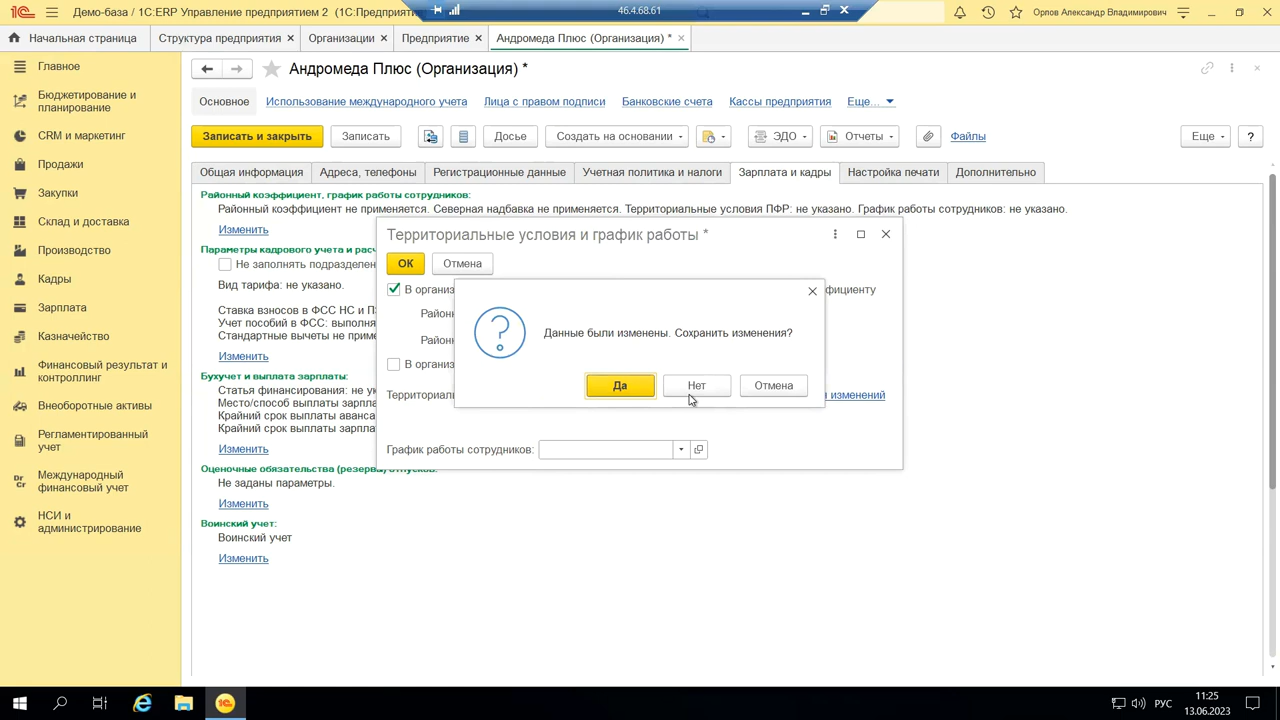 Демо-база / 1С:ERP Управление предприятием 2 (1С:Предприятие
46.4.68.61
Орлов Александр Владимирович
Начальная страница
Структура предприятия
Организации
Предприятие
Андромеда Плюс (Организация) *
Главное
Бюджетирование и планирование
CRM и маркетинг
Продажи
Закупки
Склад и доставка
Производство
Кадры
Зарплата
Казначейство
Финансовый результат и контроллинг
Внеоборотные активы
Регламентированный учет
Международный финансовый учет
НСИ и администрирование
Андромеда Плюс (Организация) *
Основное
Использование международного учета
Лица с правом подписи
Банковские счета
Кассы предприятия
Еще...
Записать и закрыть
Записать
Досье
Создать на основании
ЭДО
Отчеты
Файлы
Еще
?
Общая информация
Адреса, телефоны
Регистрационные данные
Учетная политика и налоги
Зарплата и кадры
Настройка печати
Дополнительно
Районный коэффициент, график работы сотрудников:
Районный коэффициент не применяется. Северная надбавка не применяется. Территориальные условия ПФР: не указано. График работы сотрудников: не указано.
Изменить
Параметры кадрового учета и рас
Не заполнять подразделен
Вид тарифа: не указано.
Ставка взносов в ФСС НС и П
Учет пособий в ФСС: выполня
Стандартные вычеты не приме
Изменить
Бухучет и выплата зарплаты:
Статья финансирования: не у
Место/способ выплаты зарпл
Крайний срок выплаты аванса
Крайний срок выплаты зарпла
Изменить
Оценочные обязательства (резервы) отпусков:
Не заданы параметры.
Изменить
Воинский учет:
Воинский учет
Изменить
Территориальные условия и график работы *
ОК
Отмена
В организ
фициенту
Районн
Районн
В организ
Территориаль
изменений
График работы сотрудников:
Данные были изменены. Сохранить изменения?
Да
Нет
Отмена
РУС
11:25
13.06.2023